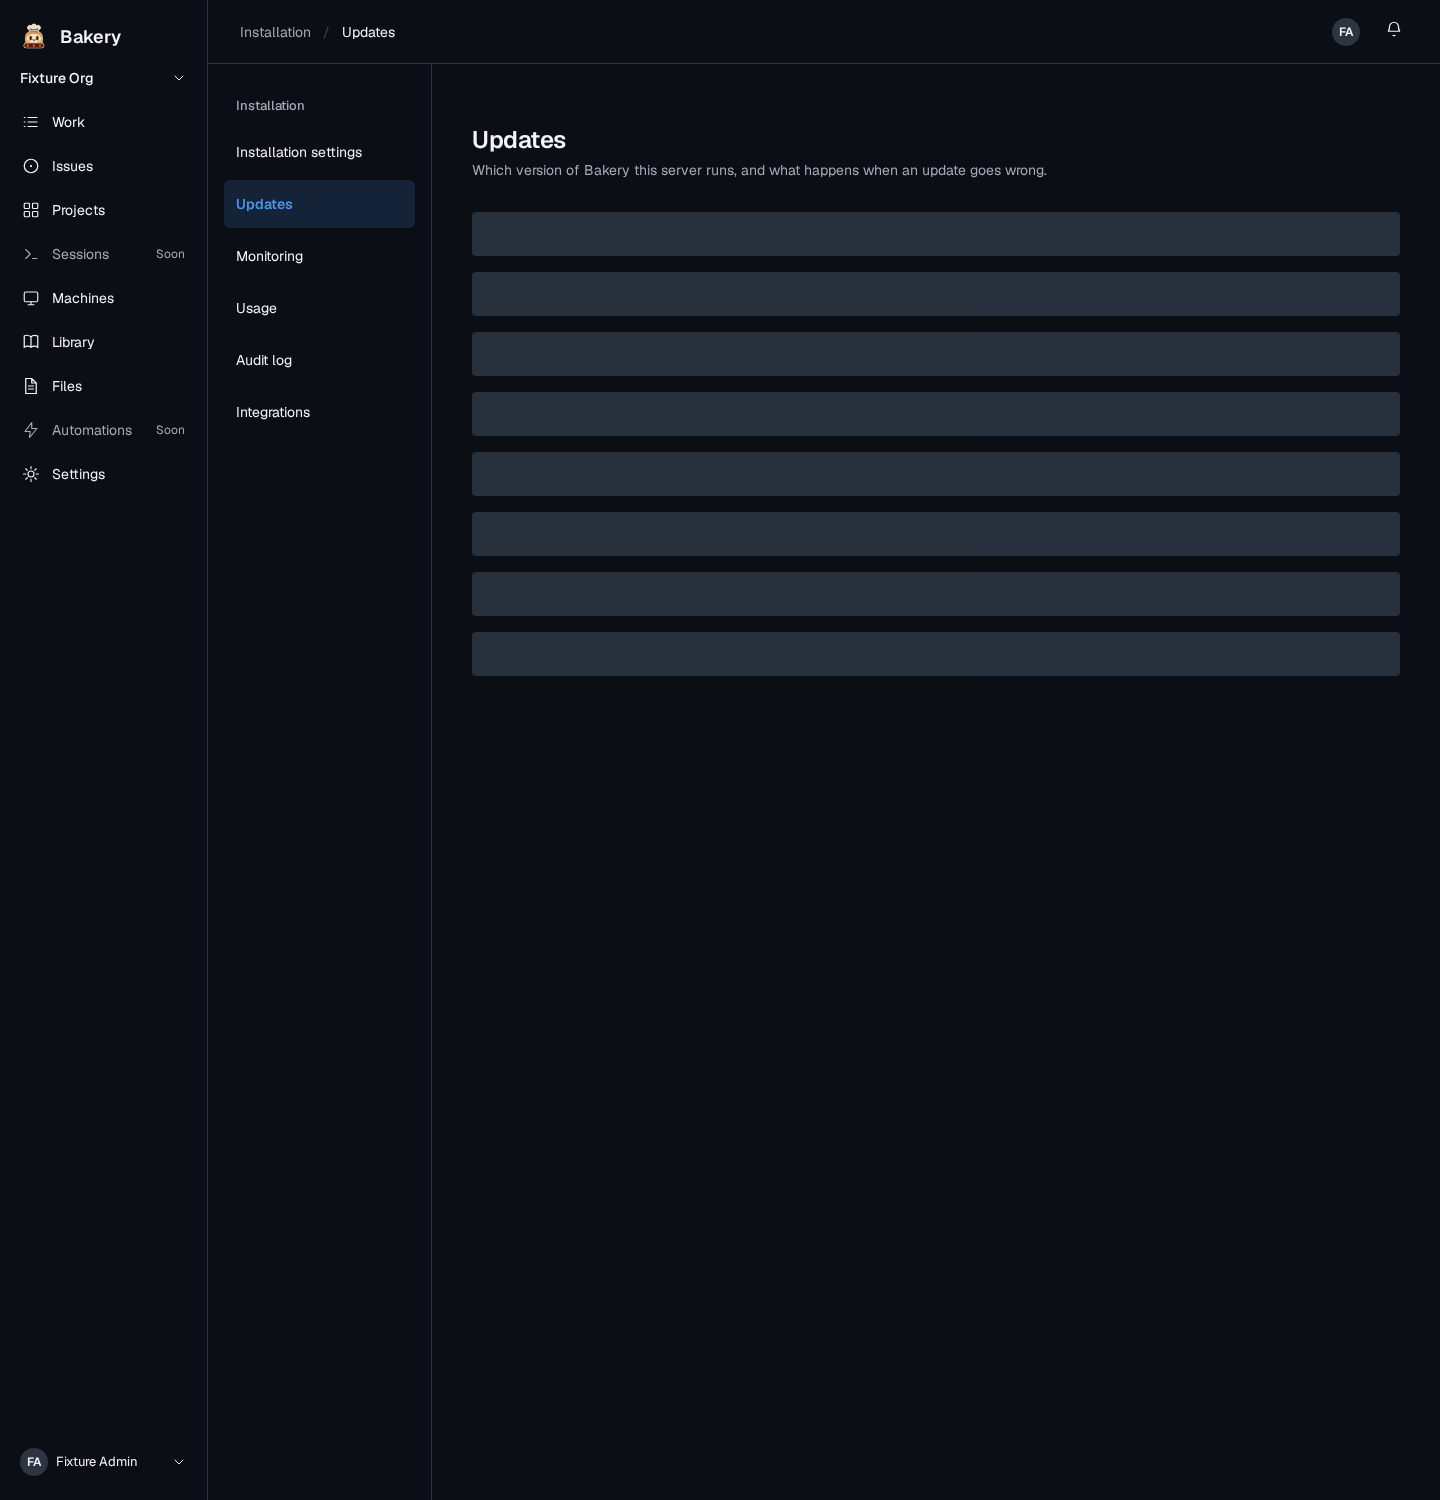 Bakery
Fixture Org
Work
Issues
Projects
Sessions Soon
Machines
Library
Files
Automations Soon
Settings
FA Fixture Admin
Installation / Updates
FA
Installation
Installation settings
Updates
Monitoring
Usage
Audit log
Integrations
Updates
Which version of Bakery this server runs, and what happens when an update goes wrong.